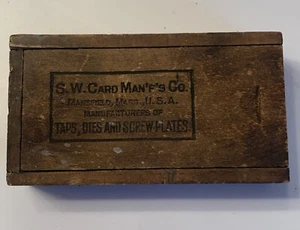 S.W. CARD MAN'F'G CO.
MANSFIELD, MASS., U.S.A.
MANUFACTURERS OF
TAPS, DIES AND SCREW PLATES.